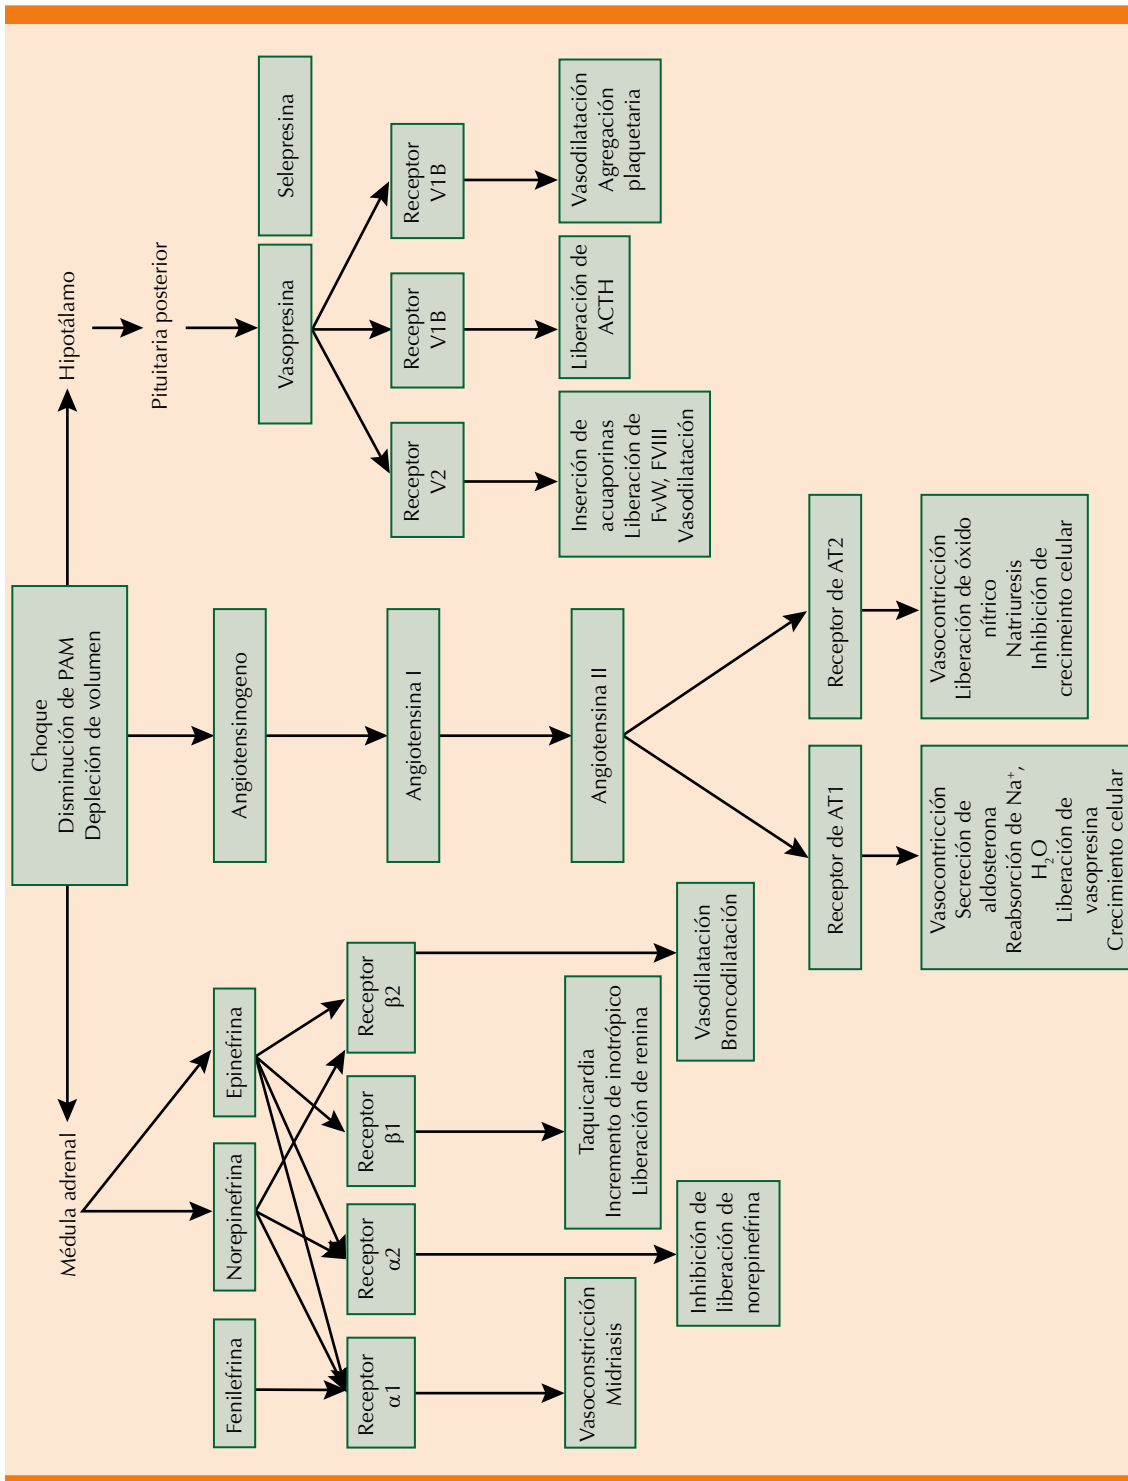 Choque
Disminución de PAM
Depleción de volumen
Médula adrenal
Hipotálamo
Pituitaria posterior
Fenilefrina
Norepinefrina
Epinefrina
Angiotensinogeno
Vasopresina
Selepresina
Receptor
α1
Receptor
α2
Receptor
β1
Receptor
β2
Angiotensina I
Receptor
V2
Receptor
V1B
Receptor
V1B
Vasoconstricción
Midriasis
Inhibición de
liberación de
norepinefrina
Taquicardia
Incremento de inotrópico
Liberación de renina
Vasodilatación
Broncodilatación
Angiotensina II
Inserción de
acuaporinas
Liberación de
FvW, FVIII
Vasodilatación
Liberación de
ACTH
Vasodilatación
Agregación
plaquetaria
Receptor de AT1
Receptor de AT2
Vasocontricción
Secreción de
aldosterona
Reabsorción de Na⁺,
H₂O
Liberación de
vasopresina
Crecimiento celular
Vasocontricción
Liberación de óxido
nítrico
Natriuresis
Inhibición de
crecimeinto celular